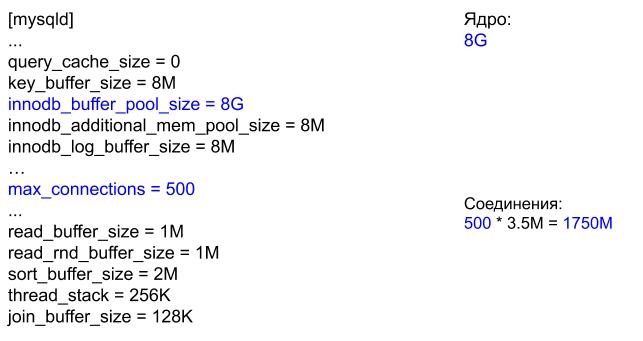 [mysqld]
...
query_cache_size = 0
key_buffer_size = 8M
innodb_buffer_pool_size = 8G
innodb_additional_mem_pool_size = 8M
innodb_log_buffer_size = 8M
…
max_connections = 500
...
read_buffer_size = 1M
read_rnd_buffer_size = 1M
sort_buffer_size = 2M
thread_stack = 256K
join_buffer_size = 128K
Ядро:
8G
Соединения:
500 * 3.5M = 1750M